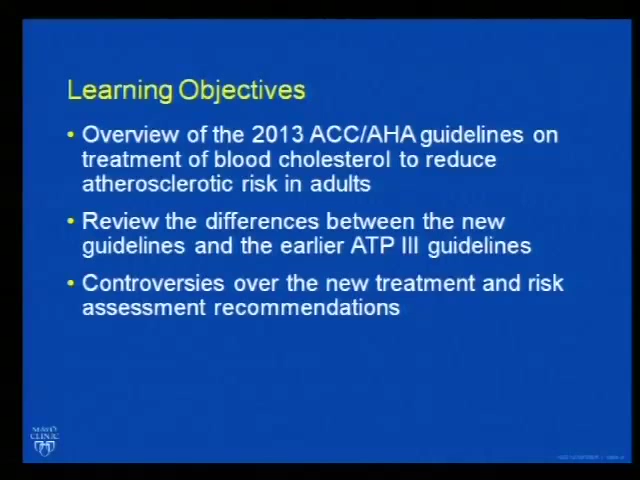 Learning Objectives
• Overview of the 2013 ACC/AHA guidelines on
treatment of blood cholesterol to reduce
atherosclerotic risk in adults
• Review the differences between the new
guidelines and the earlier ATP III guidelines
• Controversies over the new treatment and risk
assessment recommendations
MAYO
CLINIC